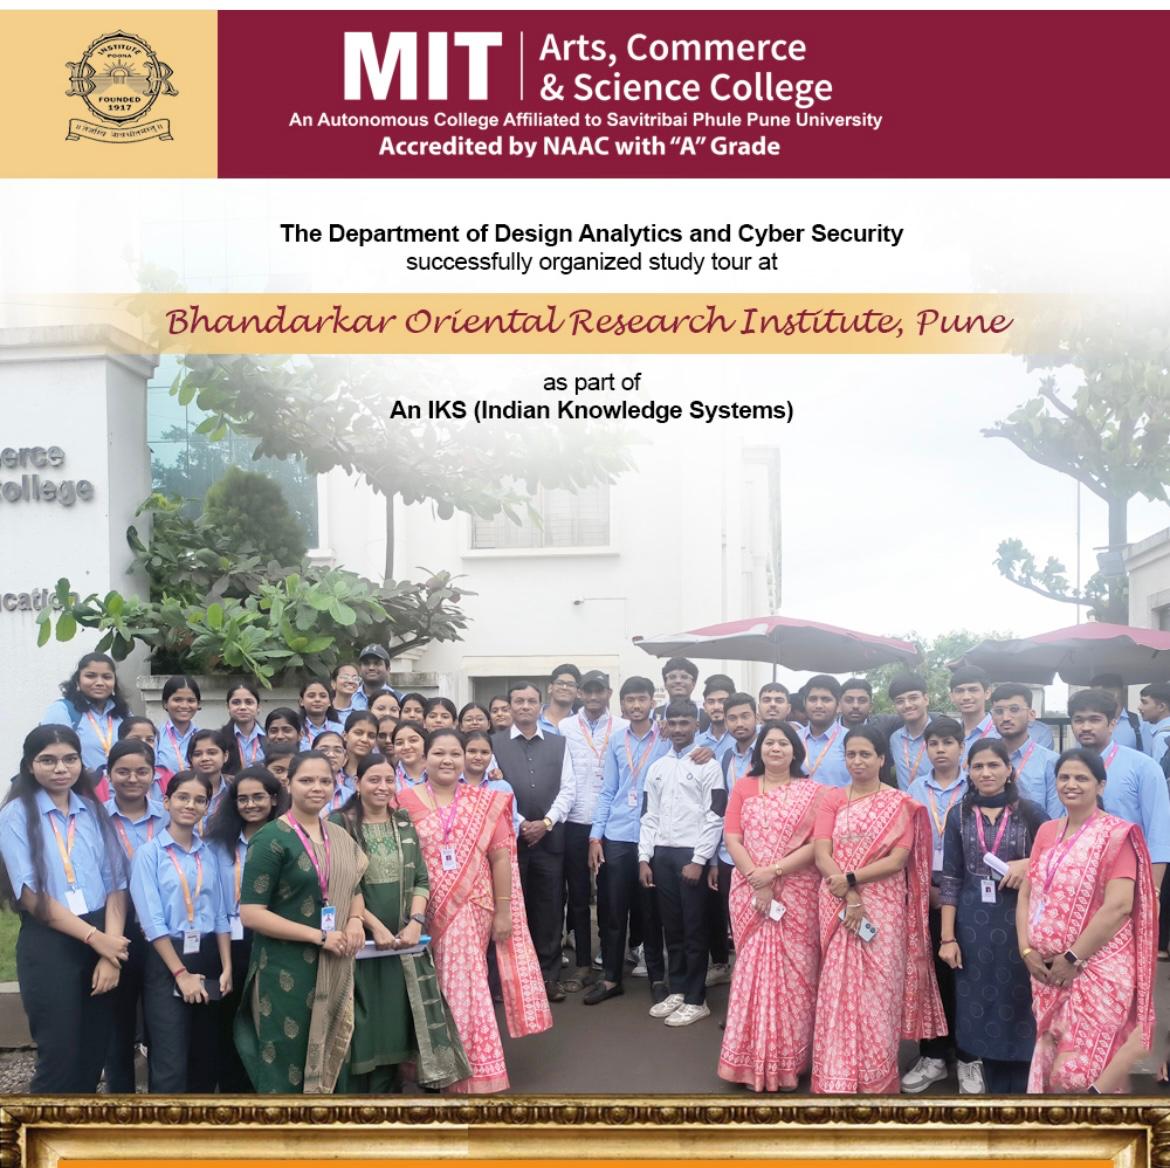 INSTITUTE
POONA
B R
FOUNDED
1917
MIT
Arts, Commerce
& Science College
An Autonomous College Affiliated to Savitribai Phule Pune University
Accredited by NAAC with “A” Grade
The Department of Design Analytics and Cyber Security
successfully organized study tour at
Bhandarkar Oriental Research Institute, Pune
as part of
An IKS (Indian Knowledge Systems)
erce
ollege
ucation